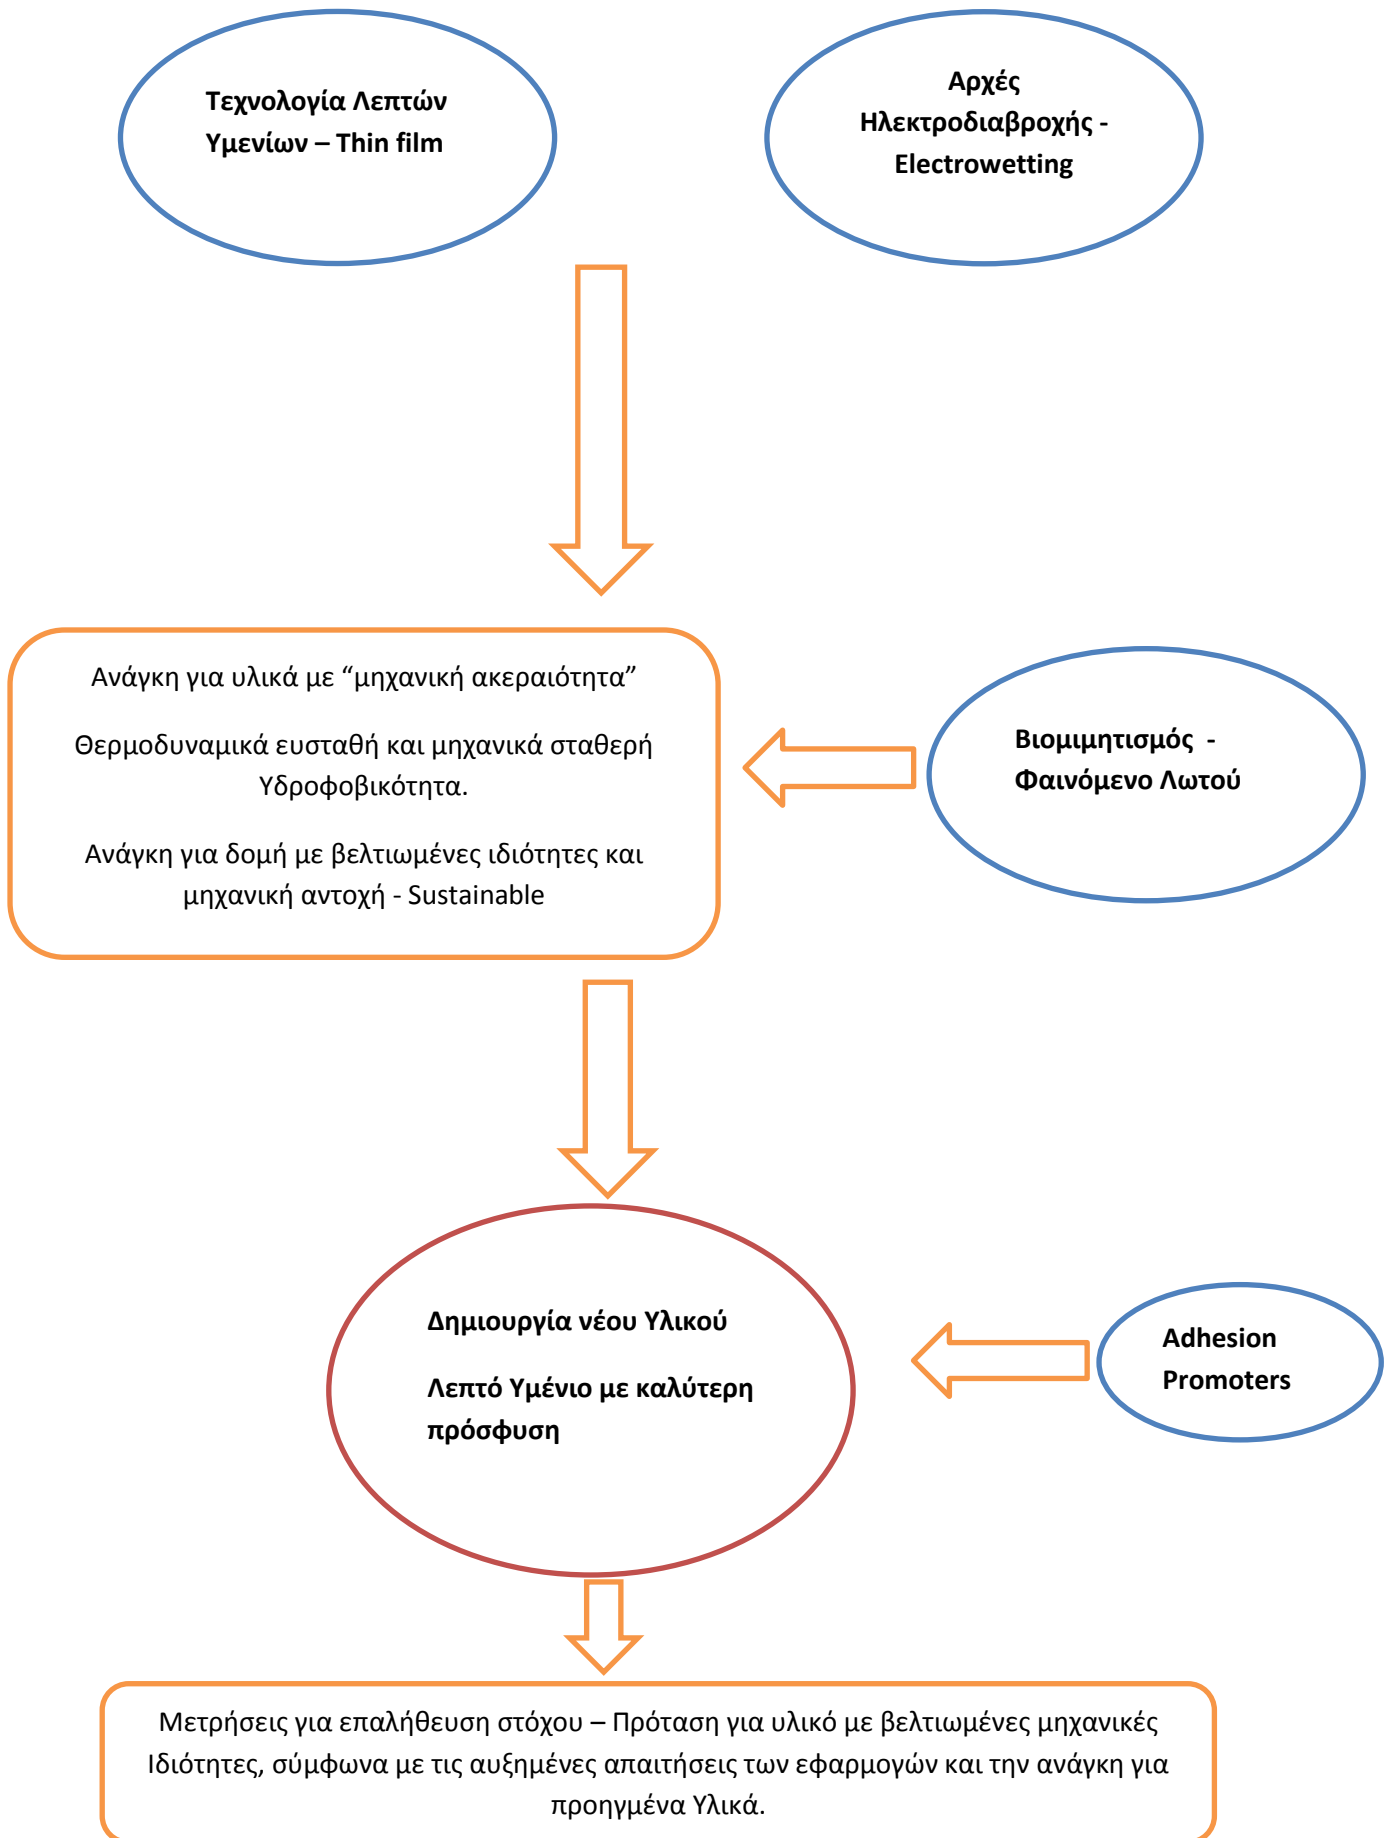 Τεχνολογία Λεπτών
Υμενίων – Thin film
Αρχές
Ηλεκτροδιαβροχής -
Electrowetting
Ανάγκη για υλικά με “μηχανική ακεραιότητα”
Θερμοδυναμικά ευσταθή και μηχανικά σταθερή
Υδροφοβικότητα.
Ανάγκη για δομή με βελτιωμένες ιδιότητες και
μηχανική αντοχή - Sustainable
Βιομιμητισμός -
Φαινόμενο Λωτού
Δημιουργία νέου Υλικού
Λεπτό Υμένιο με καλύτερη
πρόσφυση
Adhesion
Promoters
Μετρήσεις για επαλήθευση στόχου – Πρόταση για υλικό με βελτιωμένες μηχανικές
Ιδιότητες, σύμφωνα με τις αυξημένες απαιτήσεις των εφαρμογών και την ανάγκη για
προηγμένα Υλικά.